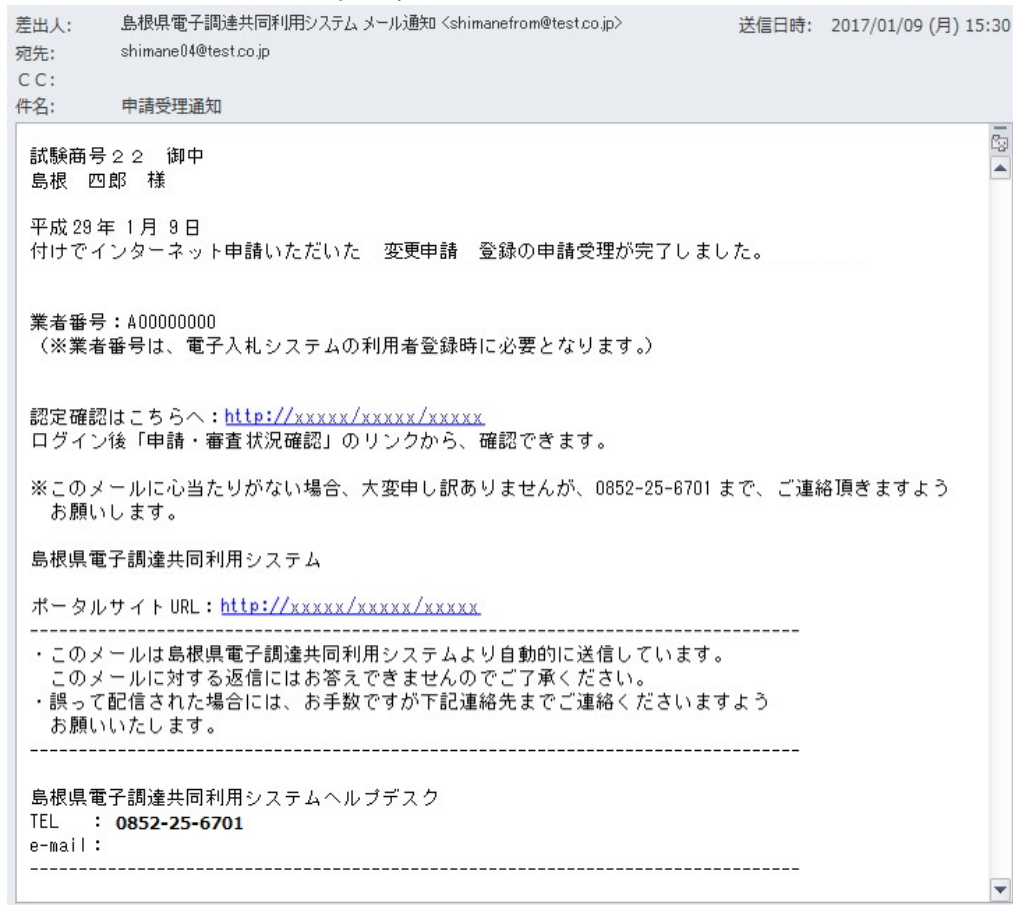 差出人: 島根県電子調達共同利用システム メール通知 <shimanefrom@test.co.jp> 送信日時: 2017/01/09 (月) 15:30
宛先: shimane04@test.co.jp
CC:
件名: 申請受理通知
試験商号22 御中
島根 四郎 様
平成29年 1月 9日
付けでインターネット申請いただいた 変更申請 登録の申請受理が完了しました。
業者番号:A00000000
(※業者番号は、電子入札システムの利用者登録時に必要となります。)
認定確認はこちらへ:http://xxxxx/xxxxx/xxxxx
ログイン後「申請・審査状況確認」のリンクから、確認できます。
※このメールに心当たりがない場合、大変申し訳ありませんが、0852-25-6701まで、ご連絡頂きますよう
お願いします。
島根県電子調達共同利用システム
ポータルサイトURL:http://xxxxx/xxxxx/xxxxx
-------------------------------------------------------------------------------
・このメールは島根県電子調達共同利用システムより自動的に送信しています。
このメールに対する返信にはお答えできませんのでご了承ください。
・誤って配信された場合には、お手数ですが下記連絡先までご連絡くださいますよう
お願いいたします。
-------------------------------------------------------------------------------
島根県電子調達共同利用システムヘルプデスク
TEL : 0852-25-6701
e-mail:
-------------------------------------------------------------------------------